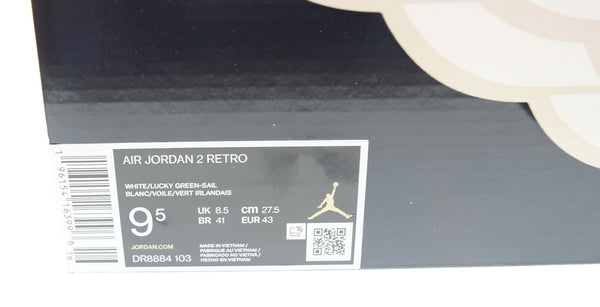 AIR JORDAN 2 RETRO
WHITE/LUCKY GREEN-SAIL
BLANC/VOILE/VERT IRLANDAIS
9.5
UK 8.5 cm 27.5
BR 41 EUR 43
JORDAN.COM
DR8884 103
MADE IN VIETNAM /
FABRIQUE AU VIETNAM /
FABRICADO NO VIETNÃ /
HECHO EN VIETNAM